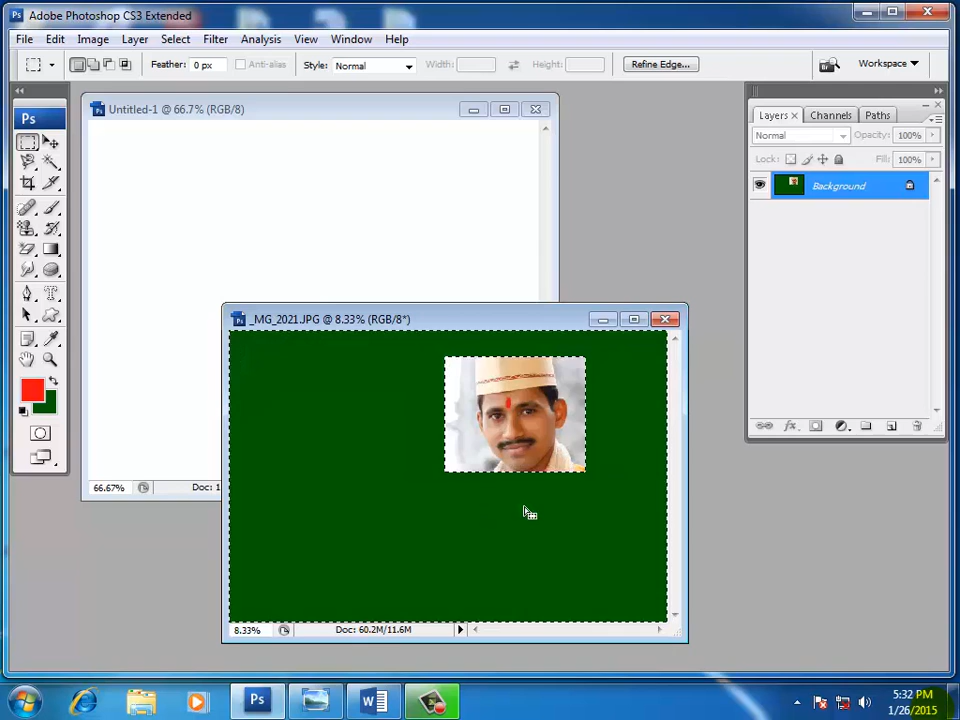 Ps Adobe Photoshop CS3 Extended
File Edit Image Layer Select Filter Analysis View Window Help
Feather: 0 px Anti-alias Style: Normal Width: Height: Refine Edge... Workspace
Ps
Untitled-1 @ 66.7% (RGB/8)
Layers Channels Paths
Normal Opacity: 100%
Lock: Fill: 100%
Background
_MG_2021.JPG @ 8.33% (RGB/8*)
66.67% Doc: 1
8.33% Doc: 60.2M/11.6M
Ps
5:32 PM
1/26/2015